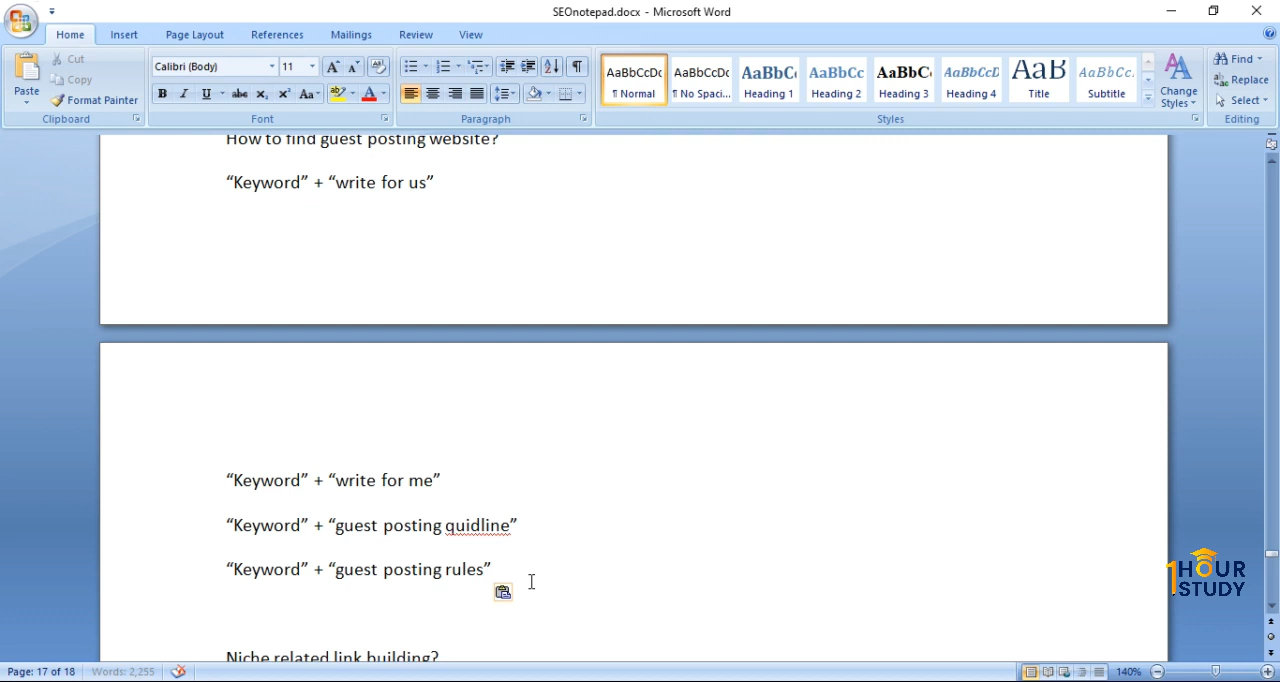 SEOnotepad.docx - Microsoft Word
Home Insert Page Layout References Mailings Review View
Paste
Cut
Copy
Format Painter
Clipboard
Calibri (Body) 11
Font
Paragraph
AaBbCcDc AaBbCcDc AaBbC AaBbCc AaBbC AaBbCcD AaB AaBbCc.
¶ Normal ¶ No Spaci... Heading 1 Heading 2 Heading 3 Heading 4 Title Subtitle
Change Styles
Styles
Find
Replace
Select
Editing
How to find guest posting website?
“Keyword” + “write for us”
“Keyword” + “write for me”
“Keyword” + “guest posting quidline”
“Keyword” + “guest posting rules”
Niche related link building?
1HOUR
STUDY
Page: 17 of 18 Words: 2,255 140%